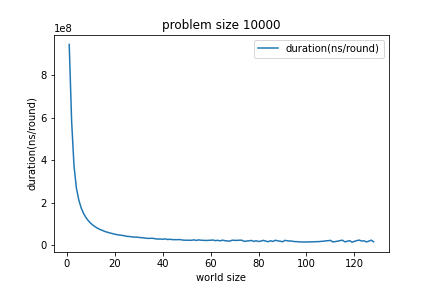 problem size 10000
1e8
duration(ns/round)
8
6
4
2
0
duration(ns/round)
0 20 40 60 80 100 120
world size